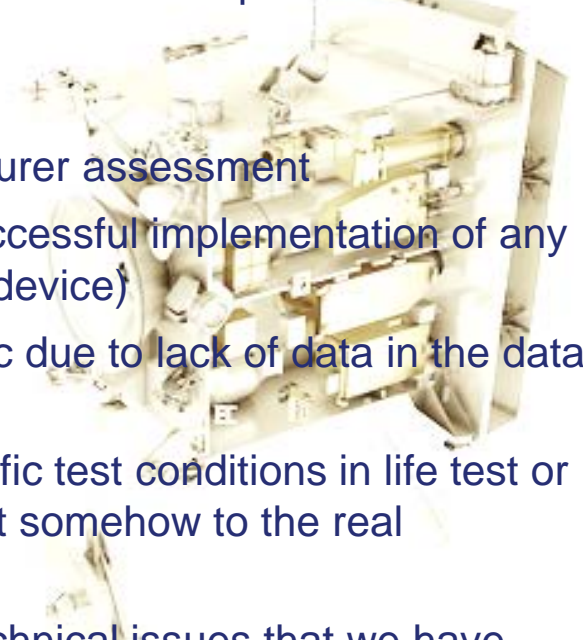 urer assessment
ccessful implementation of any
device)
c due to lack of data in the data
fic test conditions in life test or
t somehow to the real
chnical issues that we have